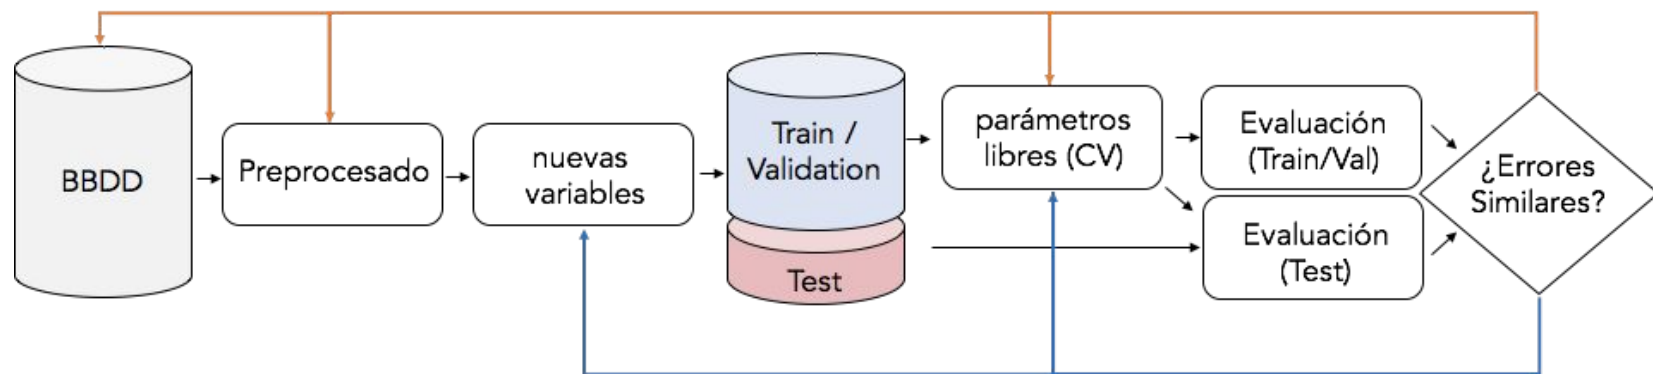 BBDD
Preprocesado
nuevas
variables
Train /
Validation
Test
parámetros
libres (CV)
Evaluación
(Train/Val)
Evaluación
(Test)
¿Errores
Similares?